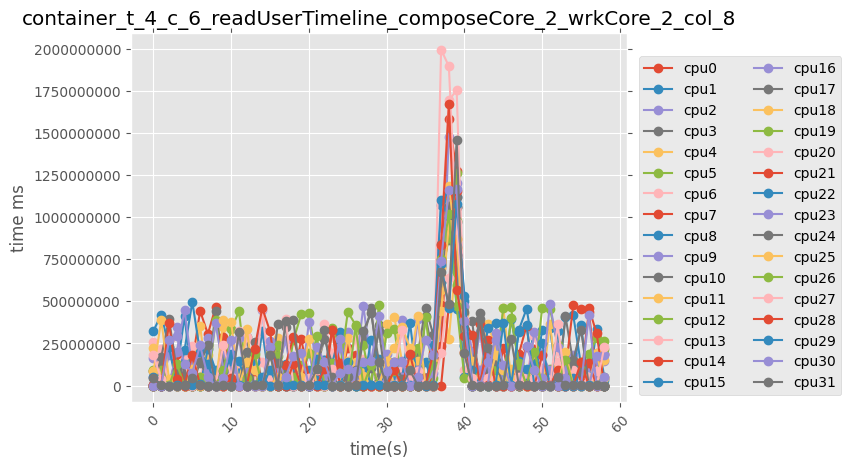 container_t_4_c_6_readUserTimeline_composeCore_2_wrkCore_2_col_8
2000000000
1750000000
1500000000
1250000000
1000000000
750000000
500000000
250000000
0
time ms
0
10
20
30
40
50
60
time(s)
cpu0
cpu1
cpu2
cpu3
cpu4
cpu5
cpu6
cpu7
cpu8
cpu9
cpu10
cpu11
cpu12
cpu13
cpu14
cpu15
cpu16
cpu17
cpu18
cpu19
cpu20
cpu21
cpu22
cpu23
cpu24
cpu25
cpu26
cpu27
cpu28
cpu29
cpu30
cpu31